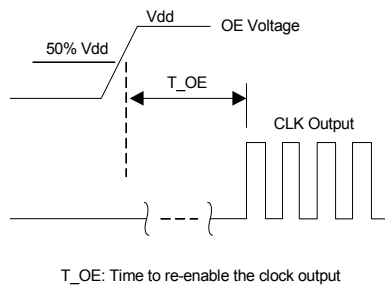 Vdd
OE Voltage
50% Vdd
T_OE
CLK Output
T_OE: Time to re-enable the clock output